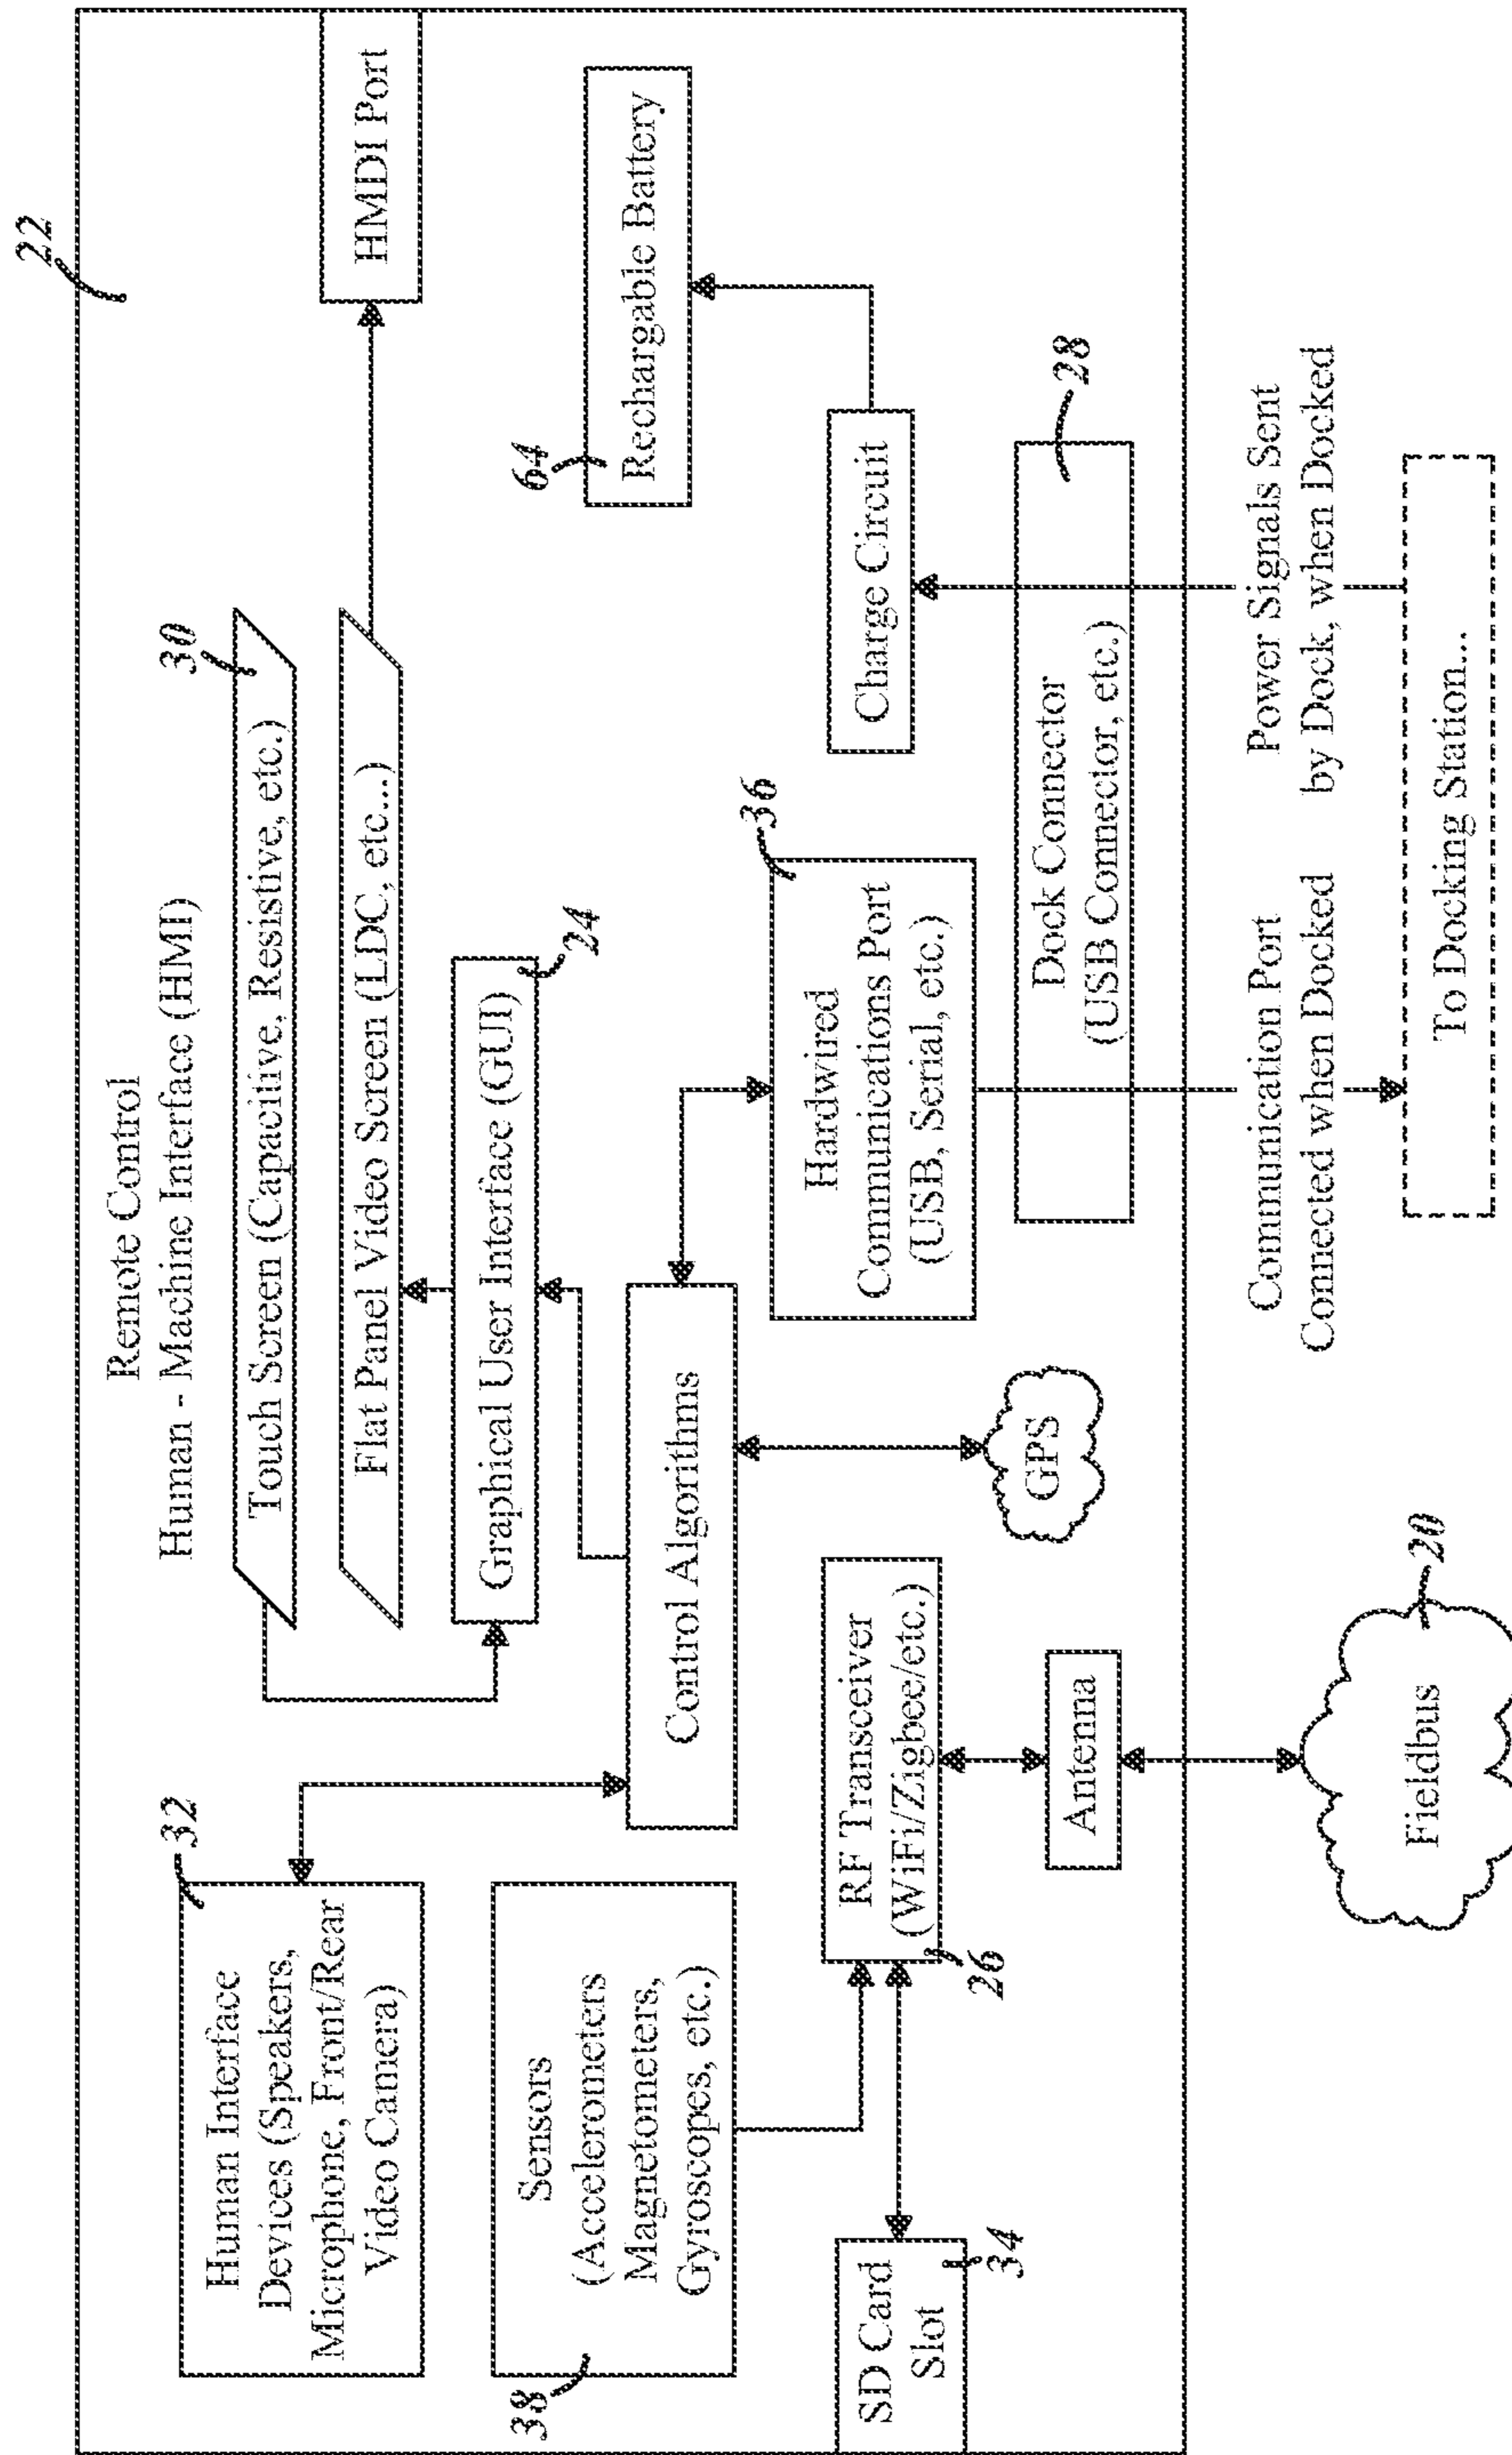 22
Remote Control
Human - Machine Interface (HMI)
32
Human Interface
Devices (Speakers,
Microphone, Front/Rear
Video Camera)
30
Touch Screen (Capacitive, Resistive, etc.)
Flat Panel Video Screen (LDC, etc...)
HMDI Port
Graphical User Interface (GUI)
24
64
Rechargable Battery
38
Sensors
(Accelerometers
Magnetometers,
Gyroscopes, etc.)
Control Algorithms
36
Hardwired
Communications Port
(USB, Serial, etc.)
Charge Circuit
SD Card
Slot
34
RF Transceiver
(WiFi/Zigbee/etc.)
26
GPS
Dock Connector
(USB Connector, etc.)
28
Antenna
Communication Port
Connected when Docked
Power Signals Sent
by Dock, when Docked
Fieldbus
20
To Docking Station...